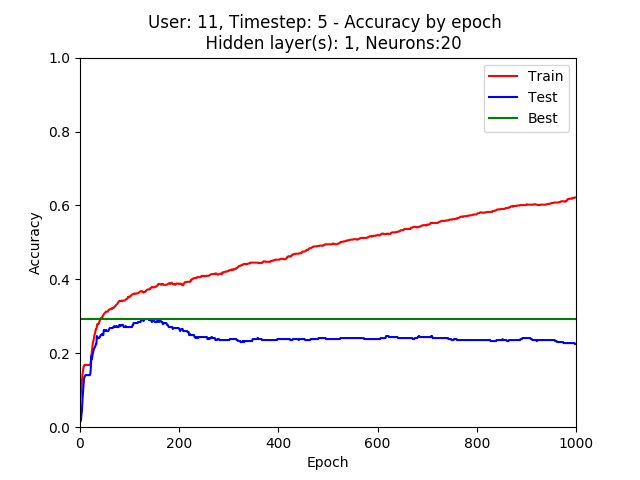 User: 11, Timestep: 5 - Accuracy by epoch
Hidden layer(s): 1, Neurons:20
1.0
0.8
0.6
0.4
0.2
0.0
Accuracy
Train
Test
Best
0 200 400 600 800 1000
Epoch